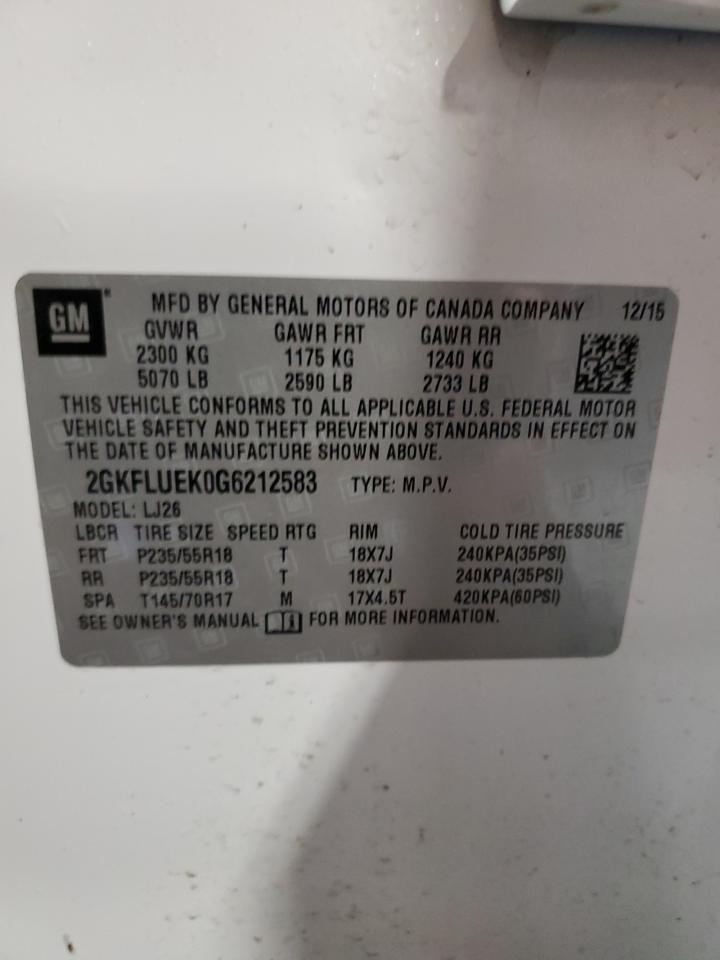 GM MFD BY GENERAL MOTORS OF CANADA COMPANY 12/15
GVWR GAWR FRT GAWR RR
2300 KG 1175 KG 1240 KG
5070 LB 2590 LB 2733 LB
THIS VEHICLE CONFORMS TO ALL APPLICABLE U.S. FEDERAL MOTOR
VEHICLE SAFETY AND THEFT PREVENTION STANDARDS IN EFFECT ON
THE DATE OF MANUFACTURE SHOWN ABOVE.
2GKFLUEK0G6212583 TYPE: M.P.V.
MODEL: LJ26
LBCR TIRE SIZE SPEED RTG RIM COLD TIRE PRESSURE
FRT P235/55R18 T 18X7J 240KPA(35PSI)
RR P235/55R18 T 18X7J 240KPA(35PSI)
SPA T145/70R17 M 17X4.5T 420KPA(60PSI)
SEE OWNER'S MANUAL FOR MORE INFORMATION.